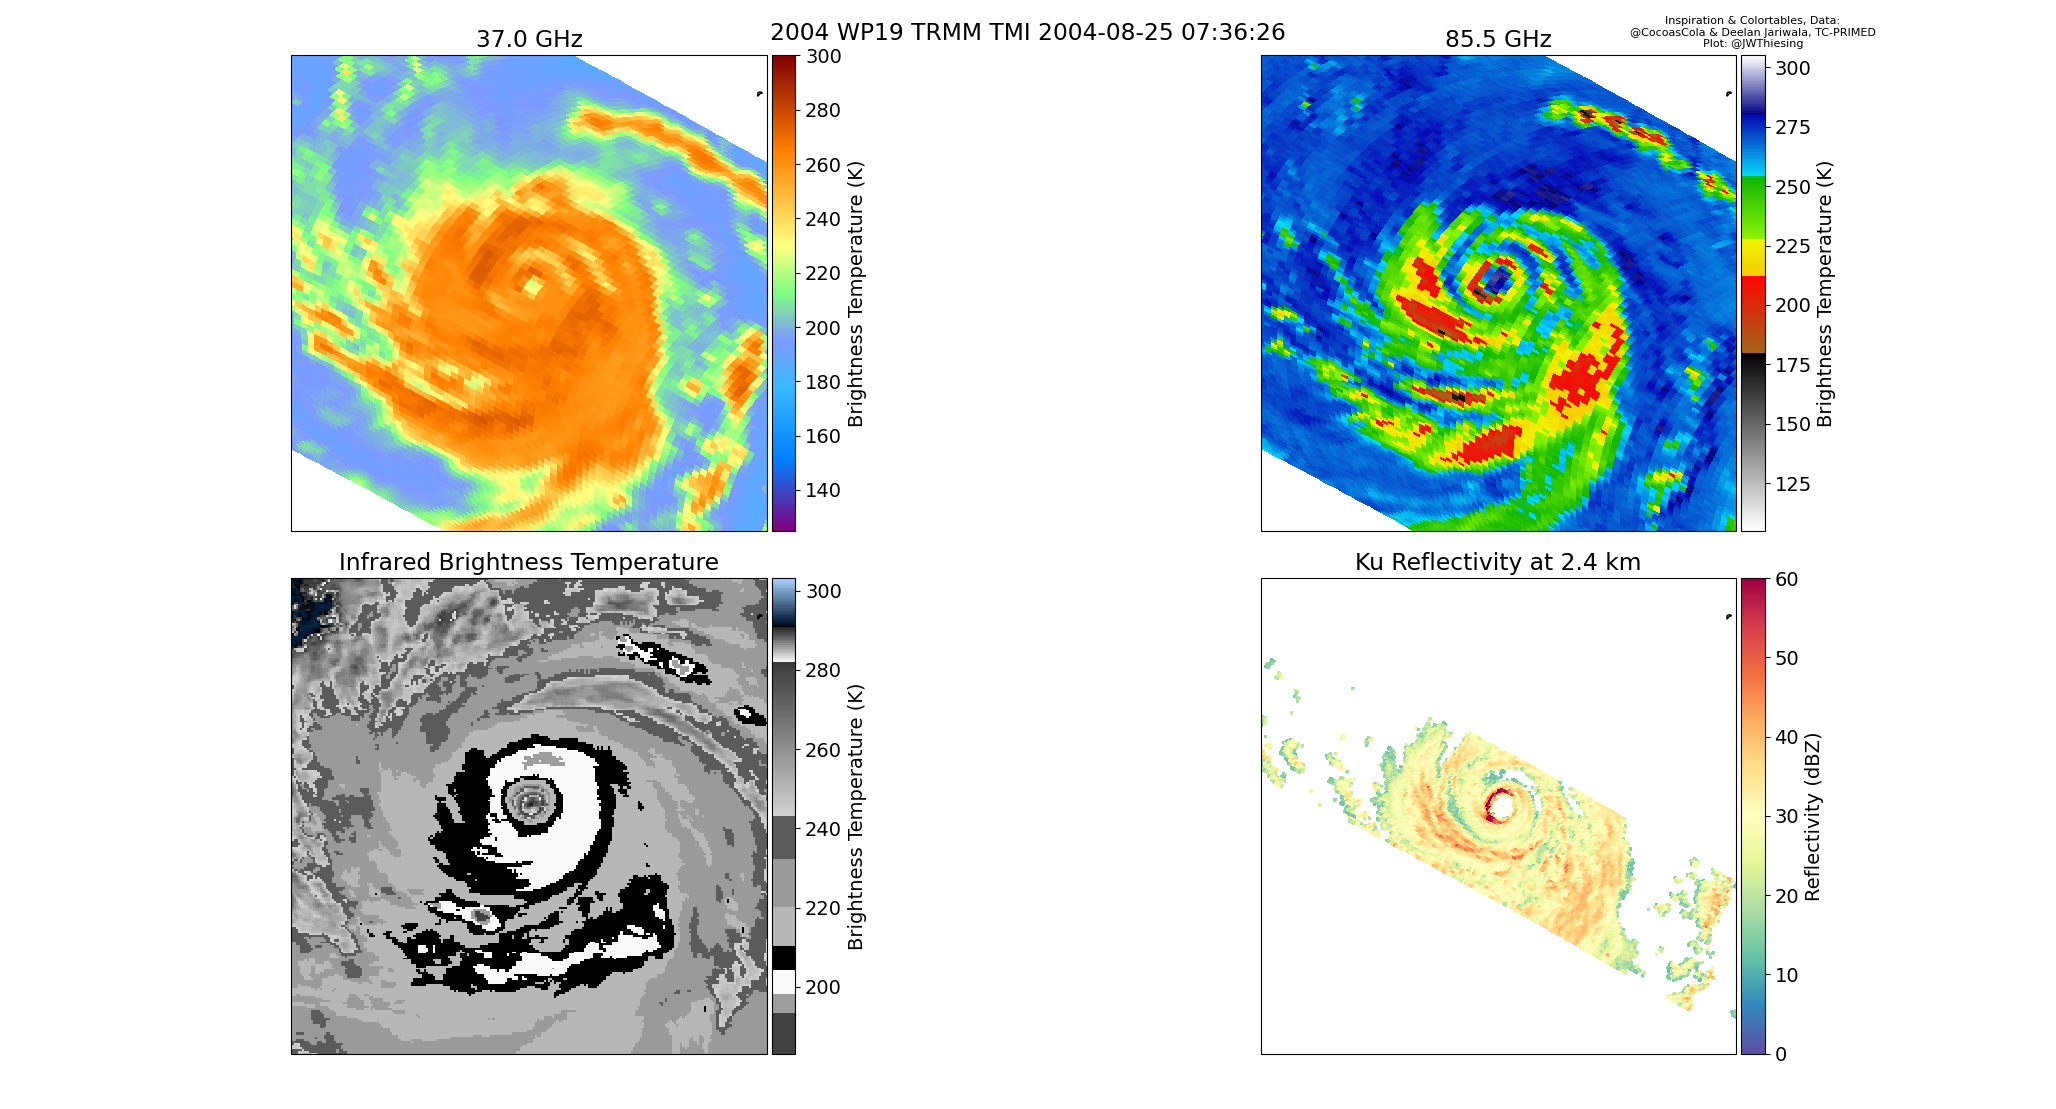 2004 WP19 TRMM TMI 2004-08-25 07:36:26
Inspiration & Colortables, Data:
@CocoasCola & Deelan Jariwala, TC-PRIMED
Plot: @JWThiesing
37.0 GHz
300
280
260
240
220
200
180
160
140
Brightness Temperature (K)
85.5 GHz
300
275
250
225
200
175
150
125
Brightness Temperature (K)
Infrared Brightness Temperature
300
280
260
240
220
200
Brightness Temperature (K)
Ku Reflectivity at 2.4 km
60
50
40
30
20
10
0
Reflectivity (dBZ)